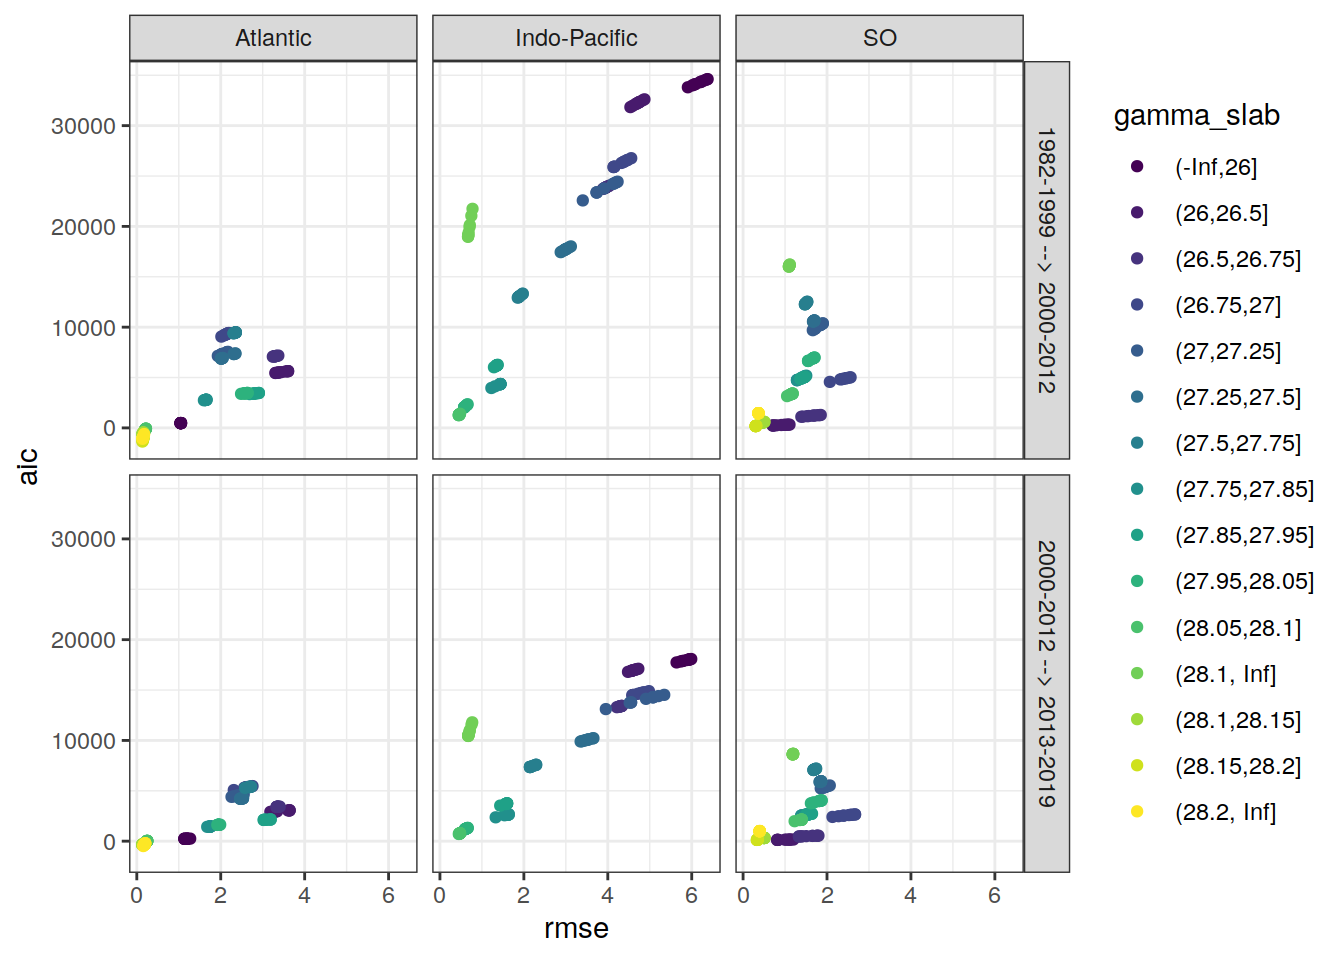 Atlantic
Indo-Pacific
SO
30000
20000
10000
0
1982-1999 --> 2000-2012
30000
20000
10000
0
2000-2012 --> 2013-2019
0 2 4 6
0 2 4 6
0 2 4 6
rmse
aic
gamma_slab
(-Inf,26]
(26,26.5]
(26.5,26.75]
(26.75,27]
(27,27.25]
(27.25,27.5]
(27.5,27.75]
(27.75,27.85]
(27.85,27.95]
(27.95,28.05]
(28.05,28.1]
(28.1, Inf]
(28.1,28.15]
(28.15,28.2]
(28.2, Inf]